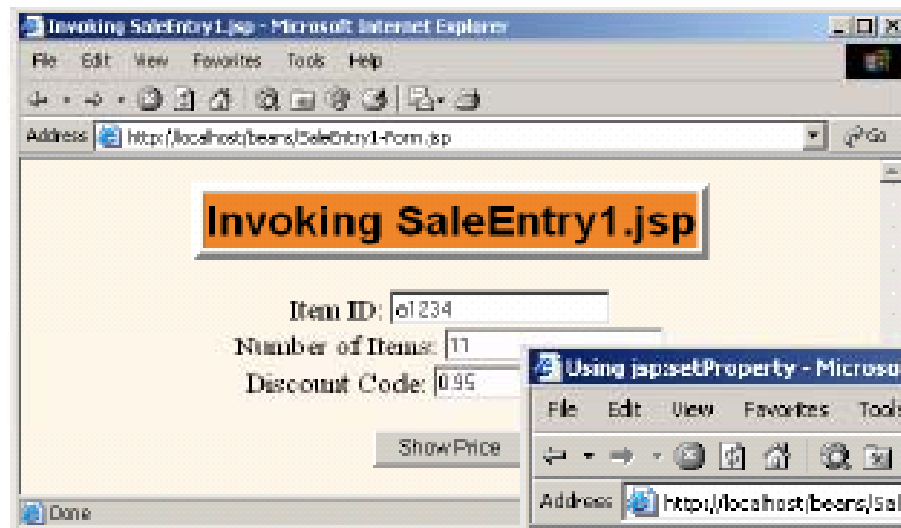 Invoking SaleEntry1.jsp - Microsoft Internet Explorer
File Edit View Favorites Tools Help
Address http://localhost/beans/SaleEntry1-Form.jsp Go
Invoking SaleEntry1.jsp
Item ID: a1234
Number of Items: 11
Discount Code: 0.95
Show Price
Done
Using jsp:setProperty - Microso
File Edit View Favorites Tools
Address http://localhost/beans/Sal